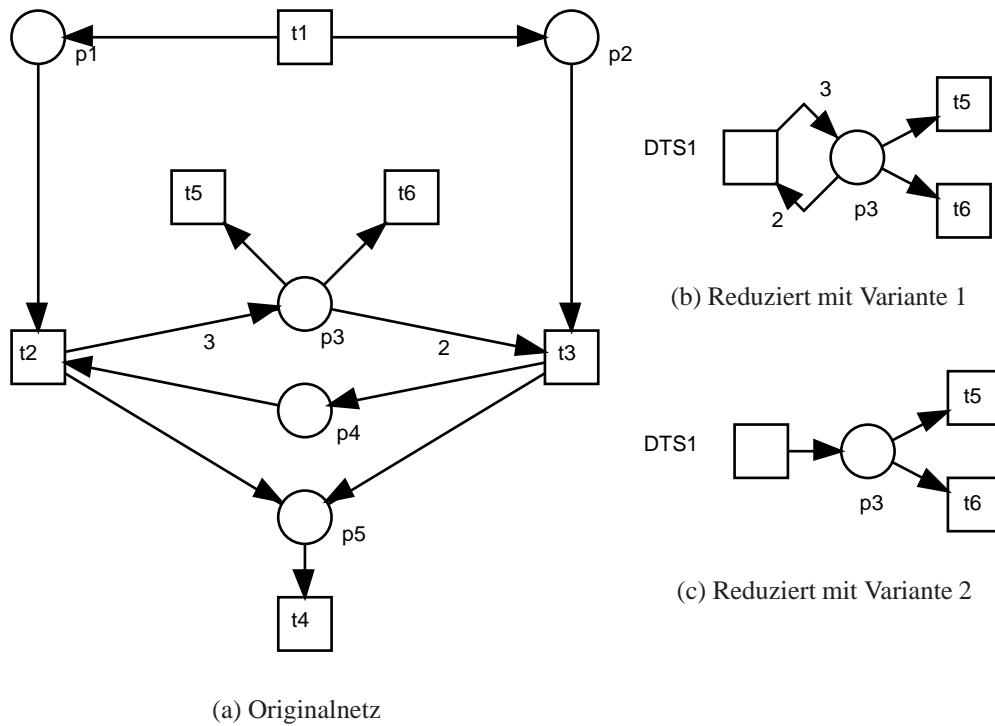 p1
t1
p2
t5
t6
3
p3
2
t2
t3
p4
p5
t4
(a) Originalnetz
3
t5
DTS1
2
p3
t6
(b) Reduziert mit Variante 1
t5
DTS1
p3
t6
(c) Reduziert mit Variante 2